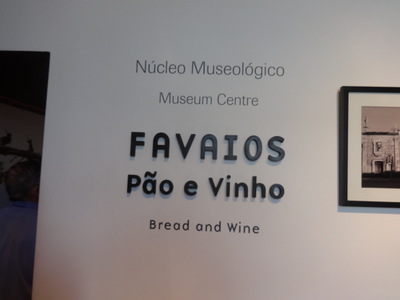 Núcleo Museológico
Museum Centre
FAVAIOS
Pão e Vinho
Bread and Wine